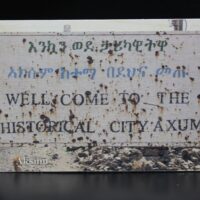 እንኳን ወደ ታሪካዊትዋ
አክሱም ከተማ በደህና መጡ
WELL COME TO THE
HISTORICAL CITY AXUM
Aksum